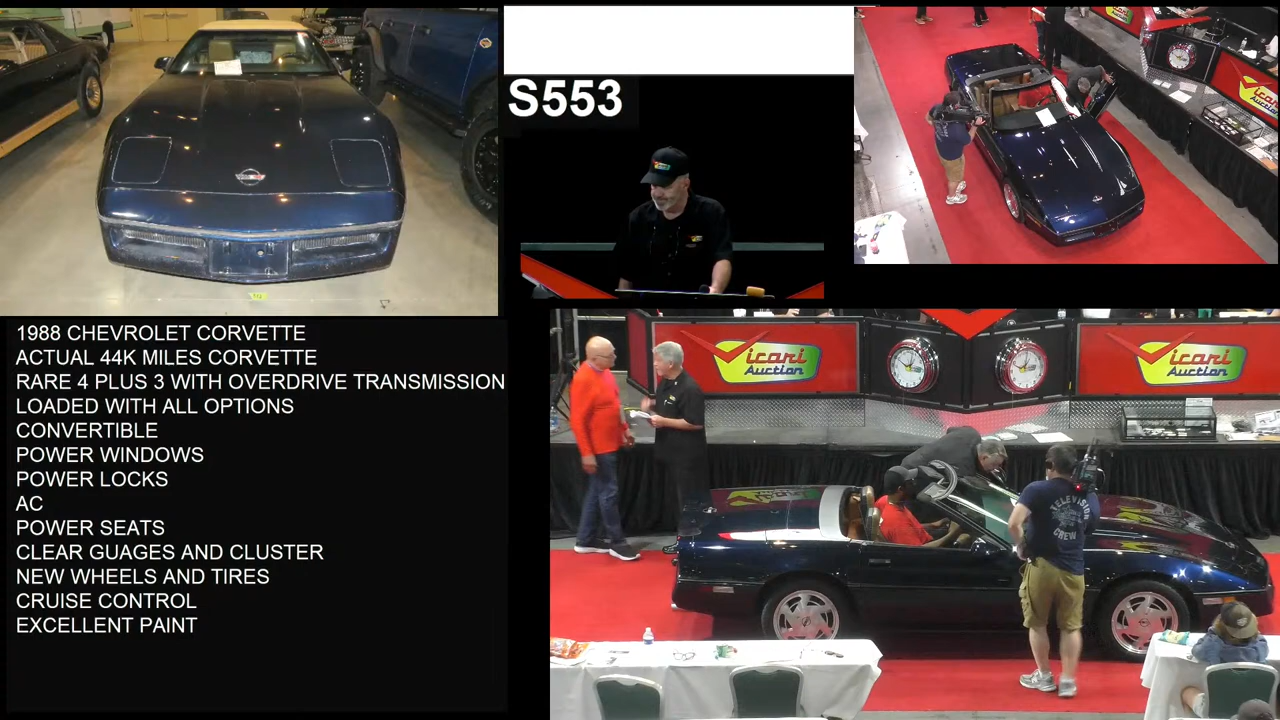 S553
1988 CHEVROLET CORVETTE
ACTUAL 44K MILES CORVETTE
RARE 4 PLUS 3 WITH OVERDRIVE TRANSMISSION
LOADED WITH ALL OPTIONS
CONVERTIBLE
POWER WINDOWS
POWER LOCKS
AC
POWER SEATS
CLEAR GUAGES AND CLUSTER
NEW WHEELS AND TIRES
CRUISE CONTROL
EXCELLENT PAINT
Vicari
Auction
Vicari
Auction
Vicari
Auction
TELEVISION
CREW